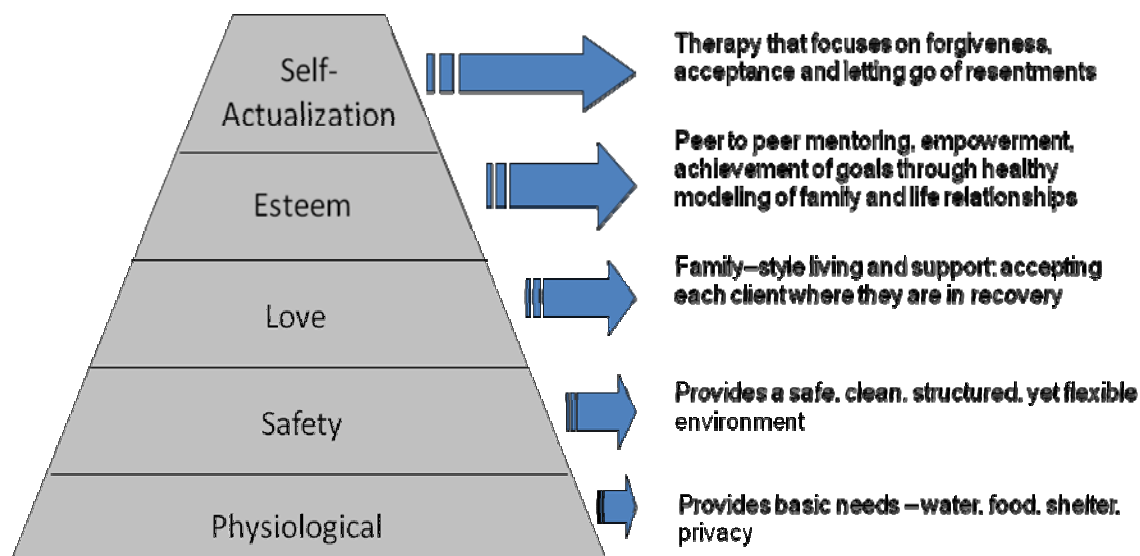 Self-
Actualization
Therapy that focuses on forgiveness,
acceptance and letting go of resentments
Esteem
Peer to peer mentoring, empowerment,
achievement of goals through healthy
modeling of family and life relationships
Love
Family–style living and support: accepting
each client where they are in recovery
Safety
Provides a safe, clean, structured, yet flexible
environment
Physiological
Provides basic needs – water, food, shelter,
privacy